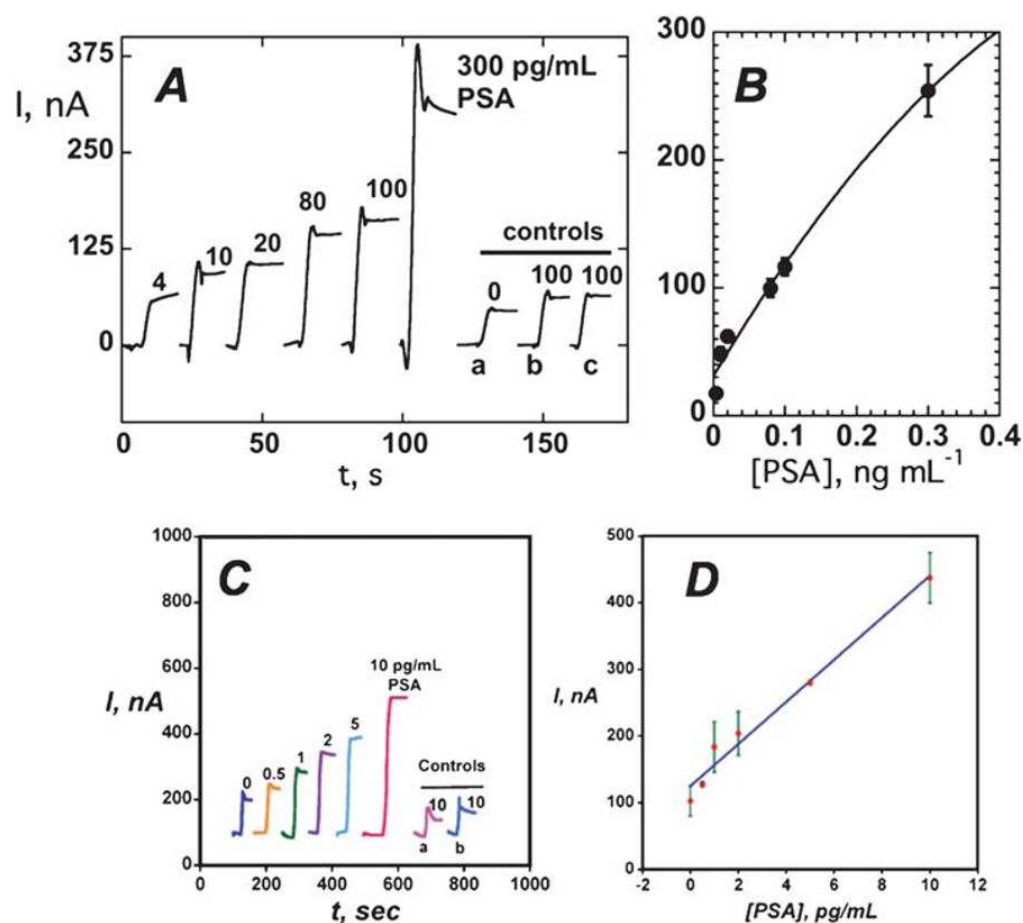 A
I, nA
375
250
125
0
4
10
20
80
100
300 pg/mL
PSA
controls
0
100
100
a
b
c
0
50
100
150
t, s
B
300
200
100
0
0
0.1
0.2
0.3
0.4
[PSA], ng mL⁻¹
C
I, nA
1000
800
600
400
200
0
0
0.5
1
2
5
10 pg/mL
PSA
Controls
10
10
a
b
0
200
400
600
800
1000
t, sec
D
I, nA
500
400
300
200
100
0
-2
0
2
4
6
8
10
12
[PSA], pg/mL